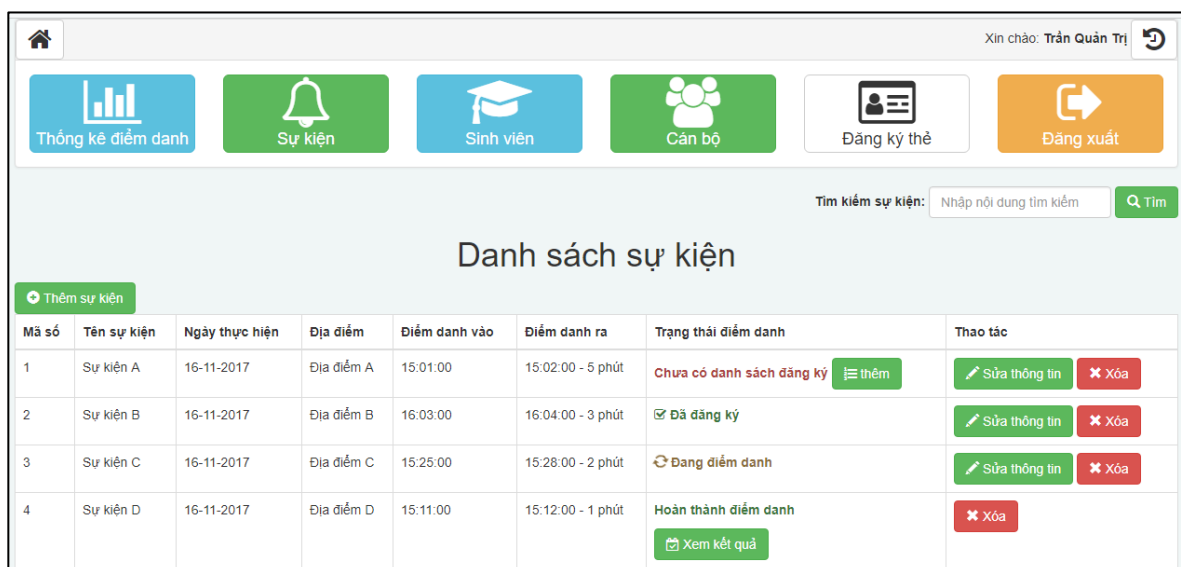 Xin chào: Trần Quản Trị
Thống kê điểm danh Sự kiện Sinh viên Cán bộ Đăng ký thẻ Đăng xuất
Tìm kiếm sự kiện: Nhập nội dung tìm kiếm Tìm
Danh sách sự kiện
Thêm sự kiện
Mã số Tên sự kiện Ngày thực hiện Địa điểm Điểm danh vào Điểm danh ra Trạng thái điểm danh Thao tác
1 Sự kiện A 16-11-2017 Địa điểm A 15:01:00 15:02:00 - 5 phút Chưa có danh sách đăng ký thêm Sửa thông tin Xóa
2 Sự kiện B 16-11-2017 Địa điểm B 16:03:00 16:04:00 - 3 phút Đã đăng ký Sửa thông tin Xóa
3 Sự kiện C 16-11-2017 Địa điểm C 15:25:00 15:28:00 - 2 phút Đang điểm danh Sửa thông tin Xóa
4 Sự kiện D 16-11-2017 Địa điểm D 15:11:00 15:12:00 - 1 phút Hoàn thành điểm danh Xóa
Xem kết quả